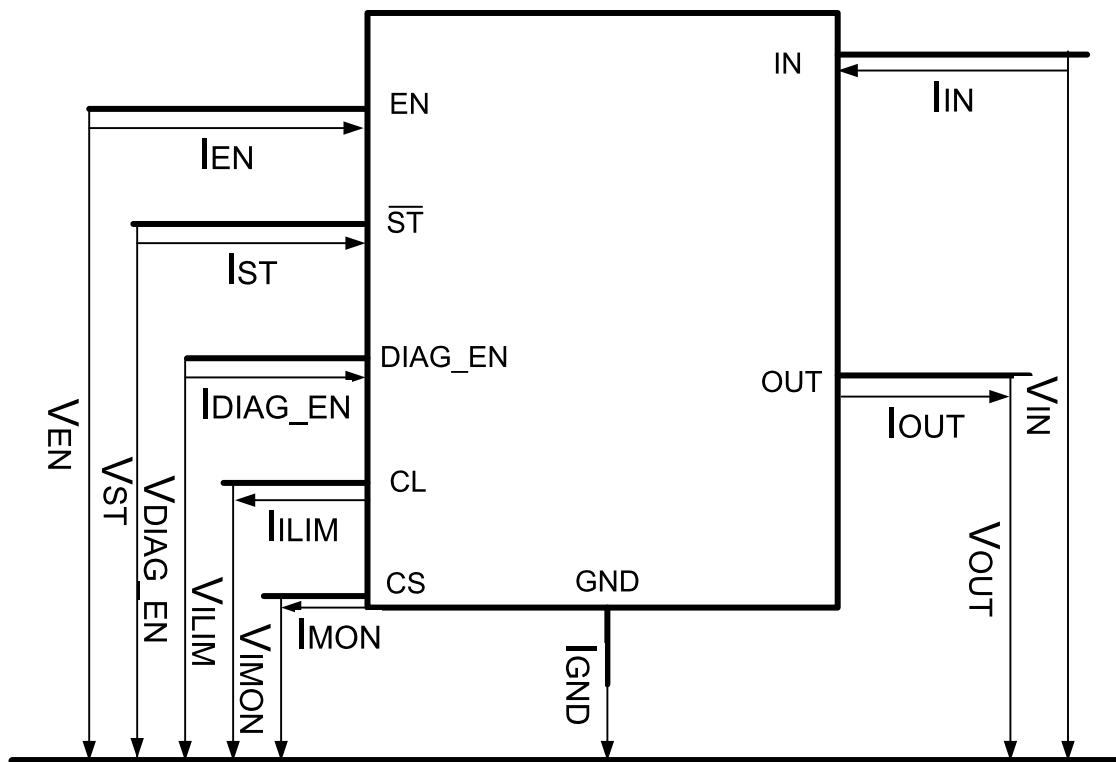 IN
IIN
EN
IEN
ST
IST
DIAG_EN
IDIAG_EN
OUT
IOUT
CL
IILIM
CS
IMON
GND
IGND
VEN
VST
VDIAG_EN
VILIM
VIMON
VOUT
VIN